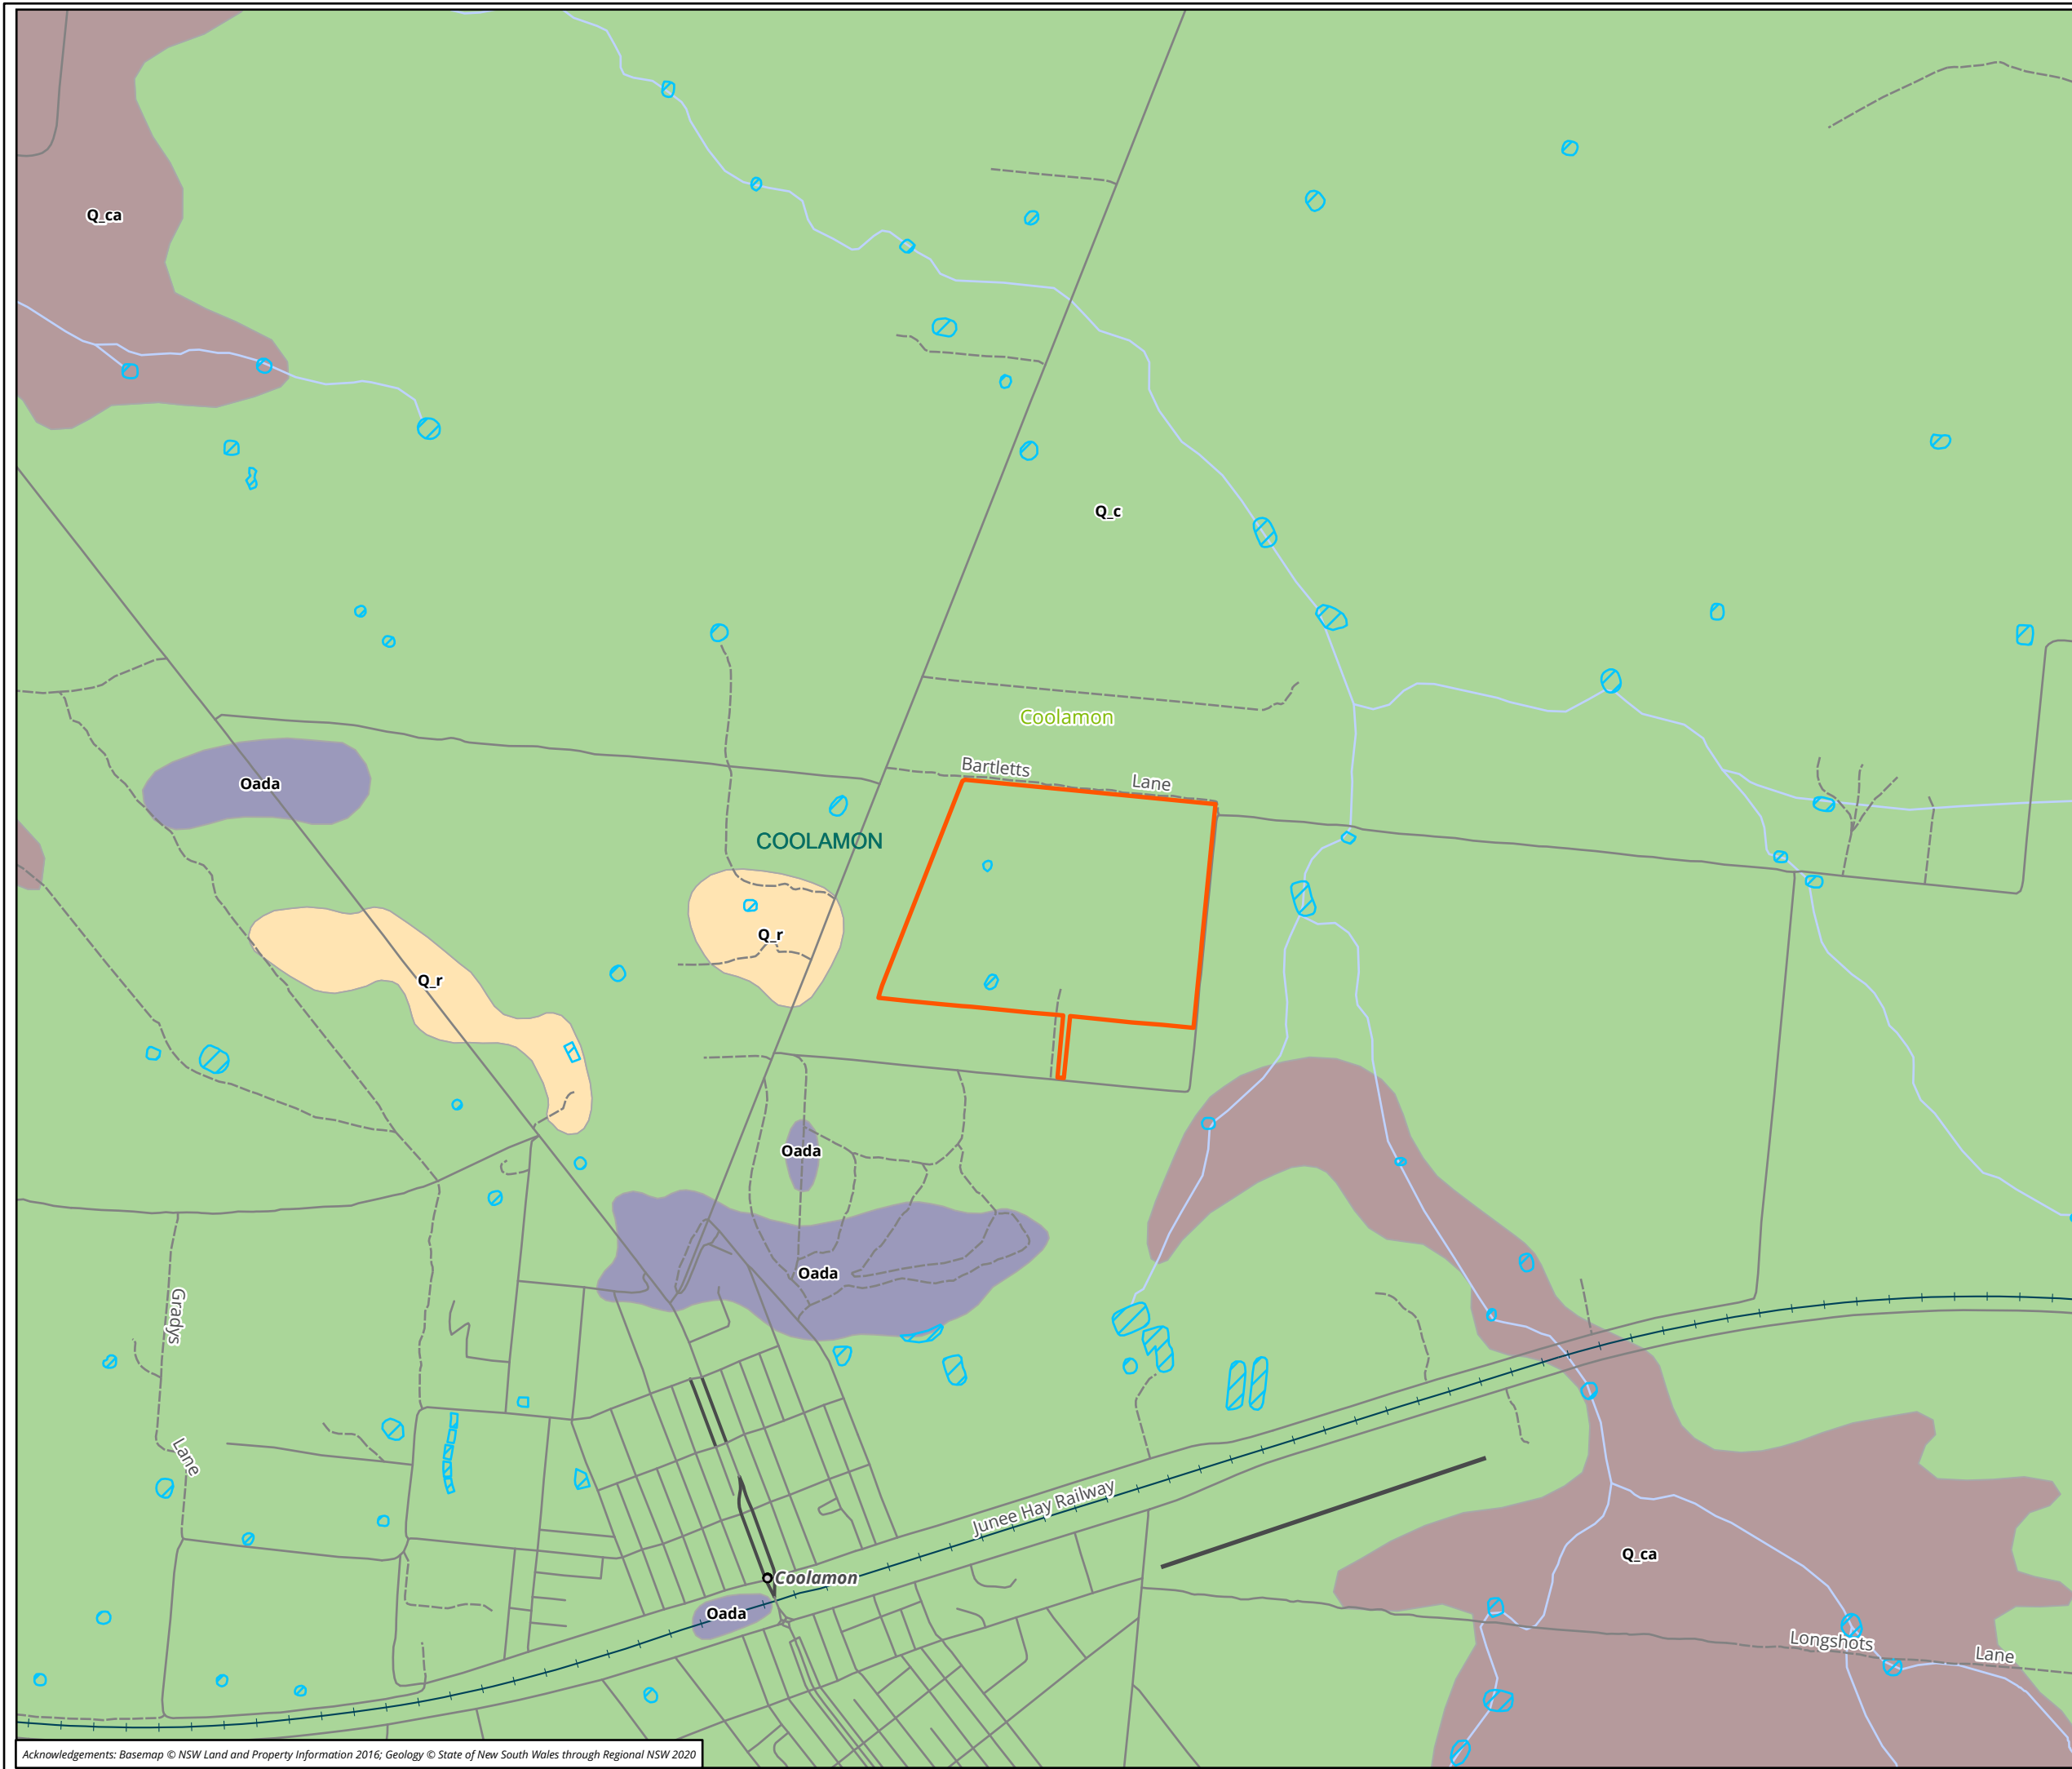 Q_ca
Q_c
Coolamon
Bartletts
Lane
Oada
COOLAMON
Q_r
Q_r
Oada
Oada
Gradys
Lane
Junee Hay Railway
Q_ca
Coolamon
Oada
Longshots
Lane
Acknowledgements: Basemap © NSW Land and Property Information 2016; Geology © State of New South Wales through Regional NSW 2020